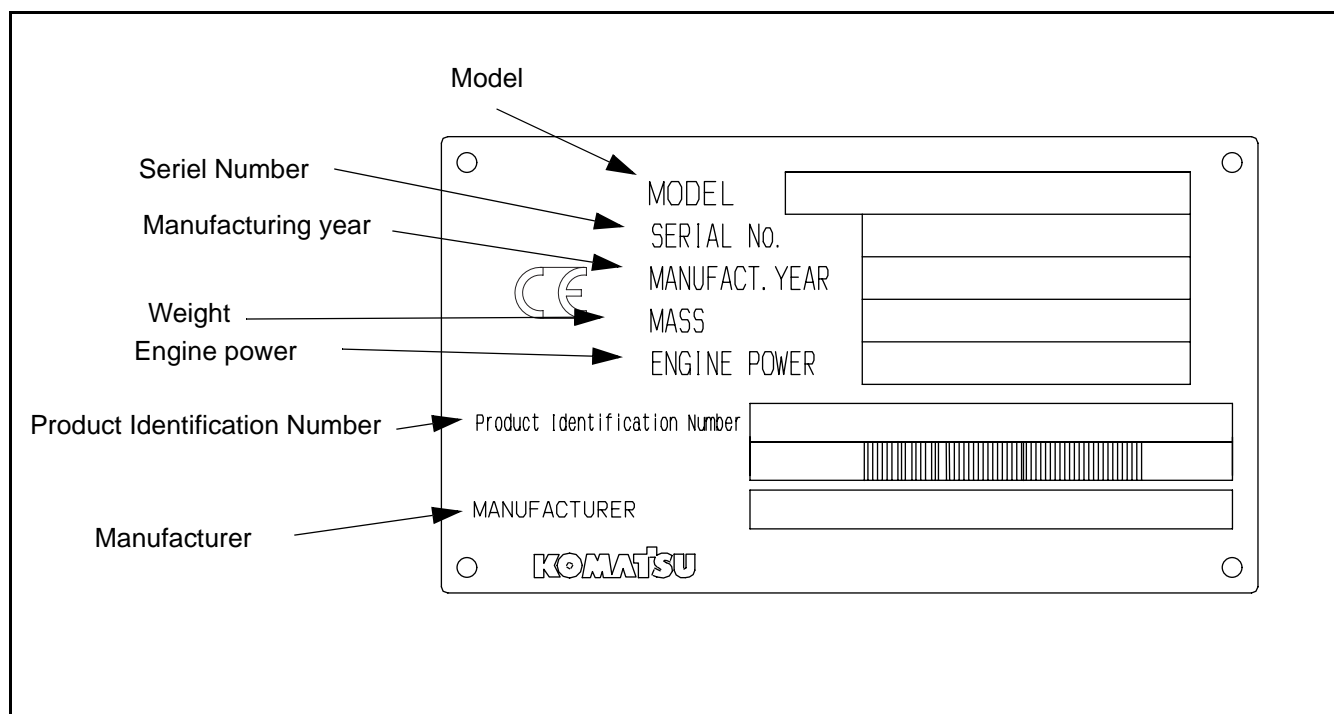 Model
Seriel Number
Manufacturing year
Weight
Engine power
Product Identification Number
Manufacturer
MODEL
SERIAL No.
MANUFACT. YEAR
CE
MASS
ENGINE POWER
Product Identification Number
MANUFACTURER
KOMATSU